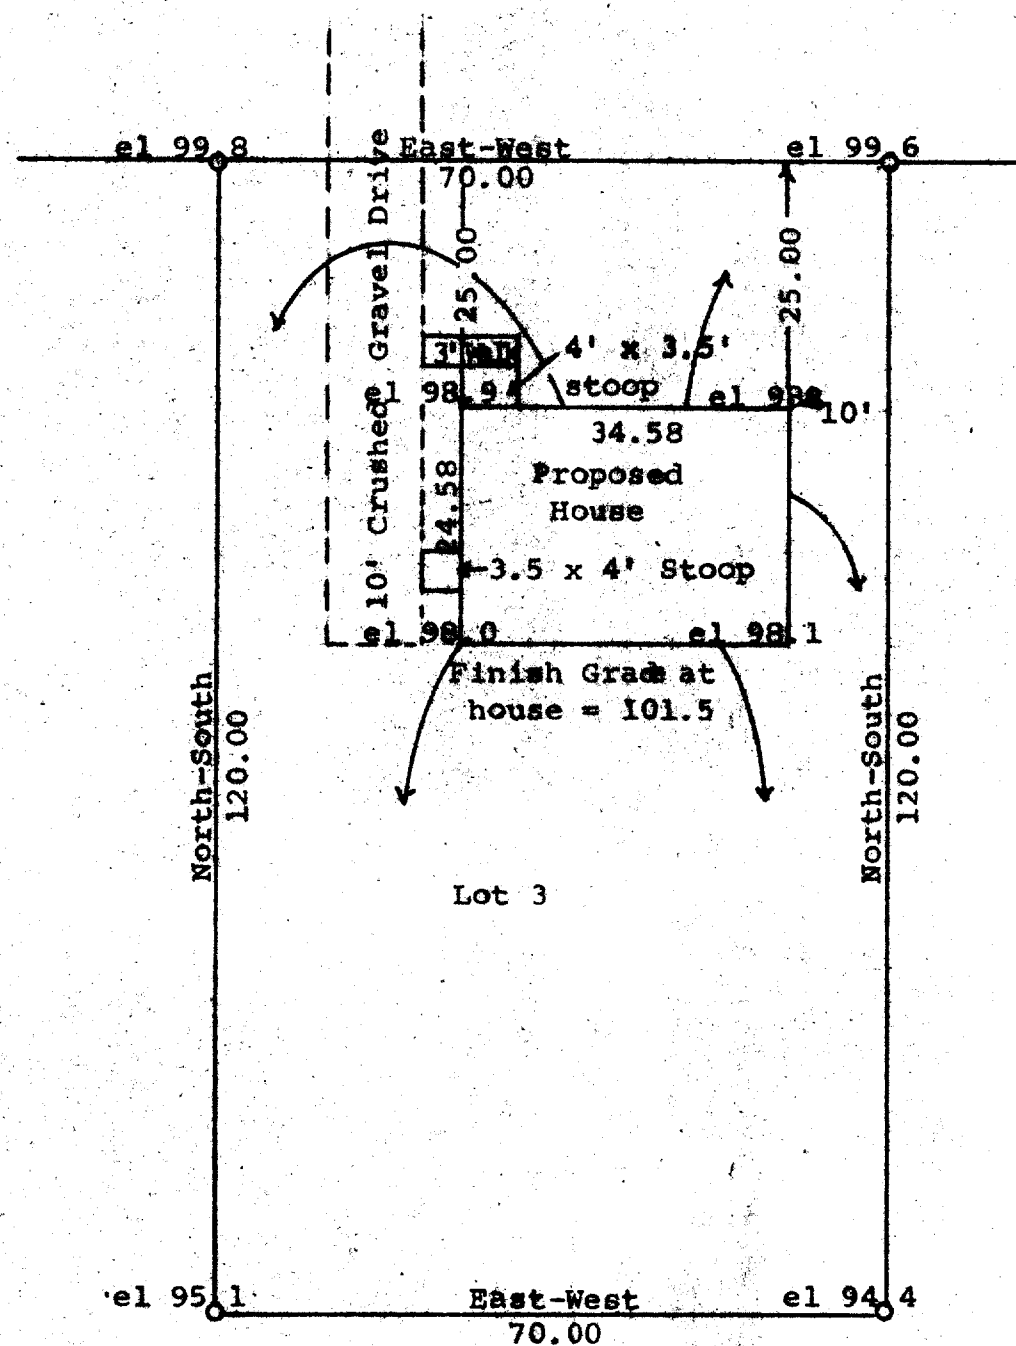 el 99.8
East-West
el 99.6
70.00
10' Crushed Gravel Drive
25.00
25.00
3' Walk
4' x 3.5'
stoop
el 98.9
el
10'
34.58
24.58
Proposed
House
3.5 x 4' Stoop
el 98.0
el 98.1
Finish Grade at
house = 101.5
North-South
120.00
North-South
120.00
Lot 3
el 95.1
East-West
el 94.4
70.00